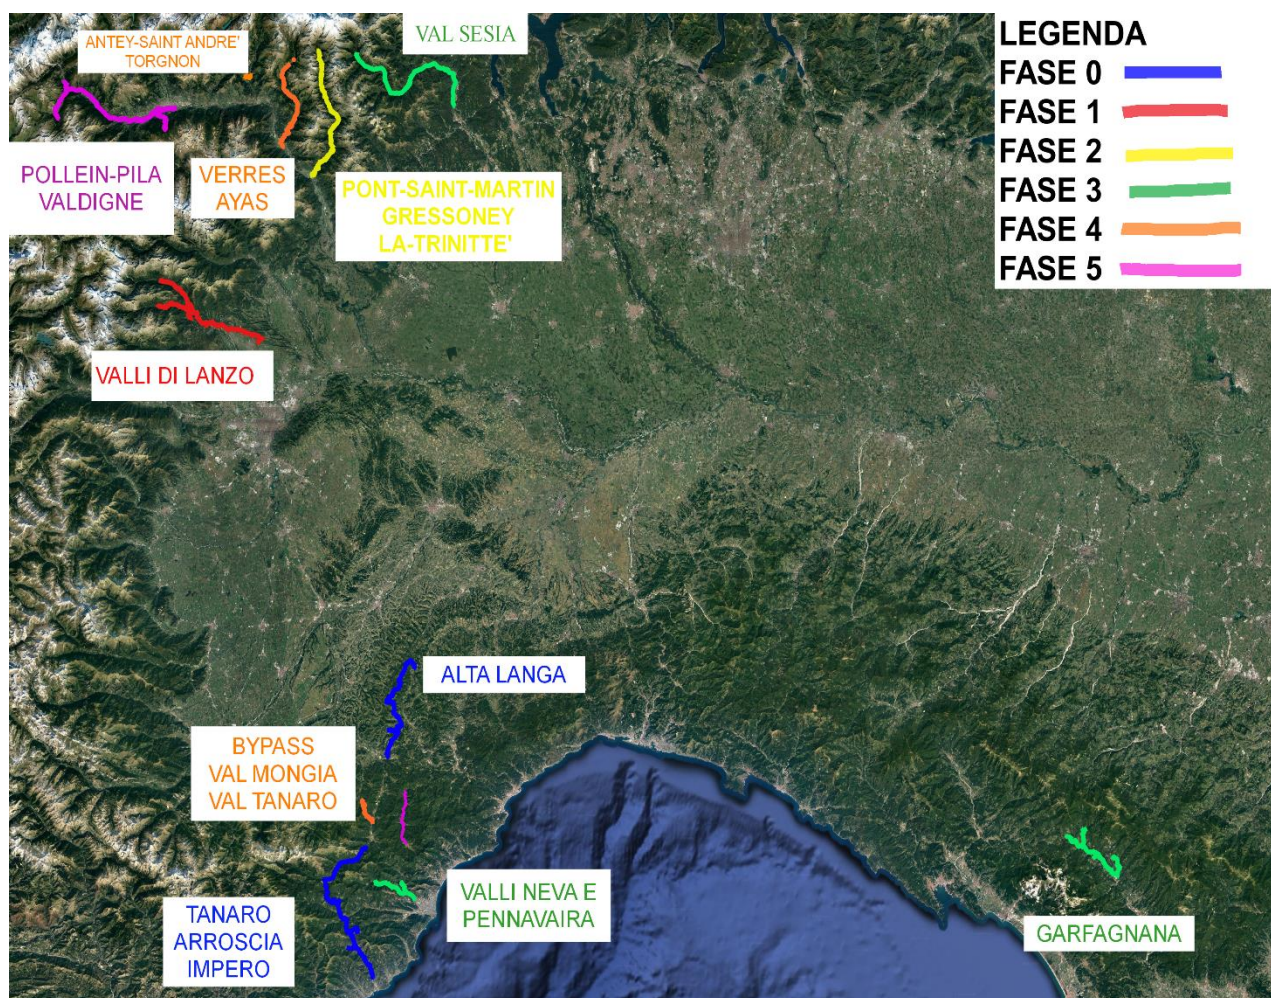 ANTEY-SAINT ANDRE'
TORGNON
VAL SESIA
LEGENDA
FASE 0
FASE 1
FASE 2
FASE 3
FASE 4
FASE 5
POLLEIN-PILA
VALDIGNE
VERRES
AYAS
PONT-SAINT-MARTIN
GRESSONEY
LA-TRINITTE'
VALLI DI LANZO
ALTA LANGA
BYPASS
VAL MONGIA
VAL TANARO
TANARO
ARROSCIA
IMPERO
VALLI NEVA E
PENNAVAIRA
GARFAGNANA